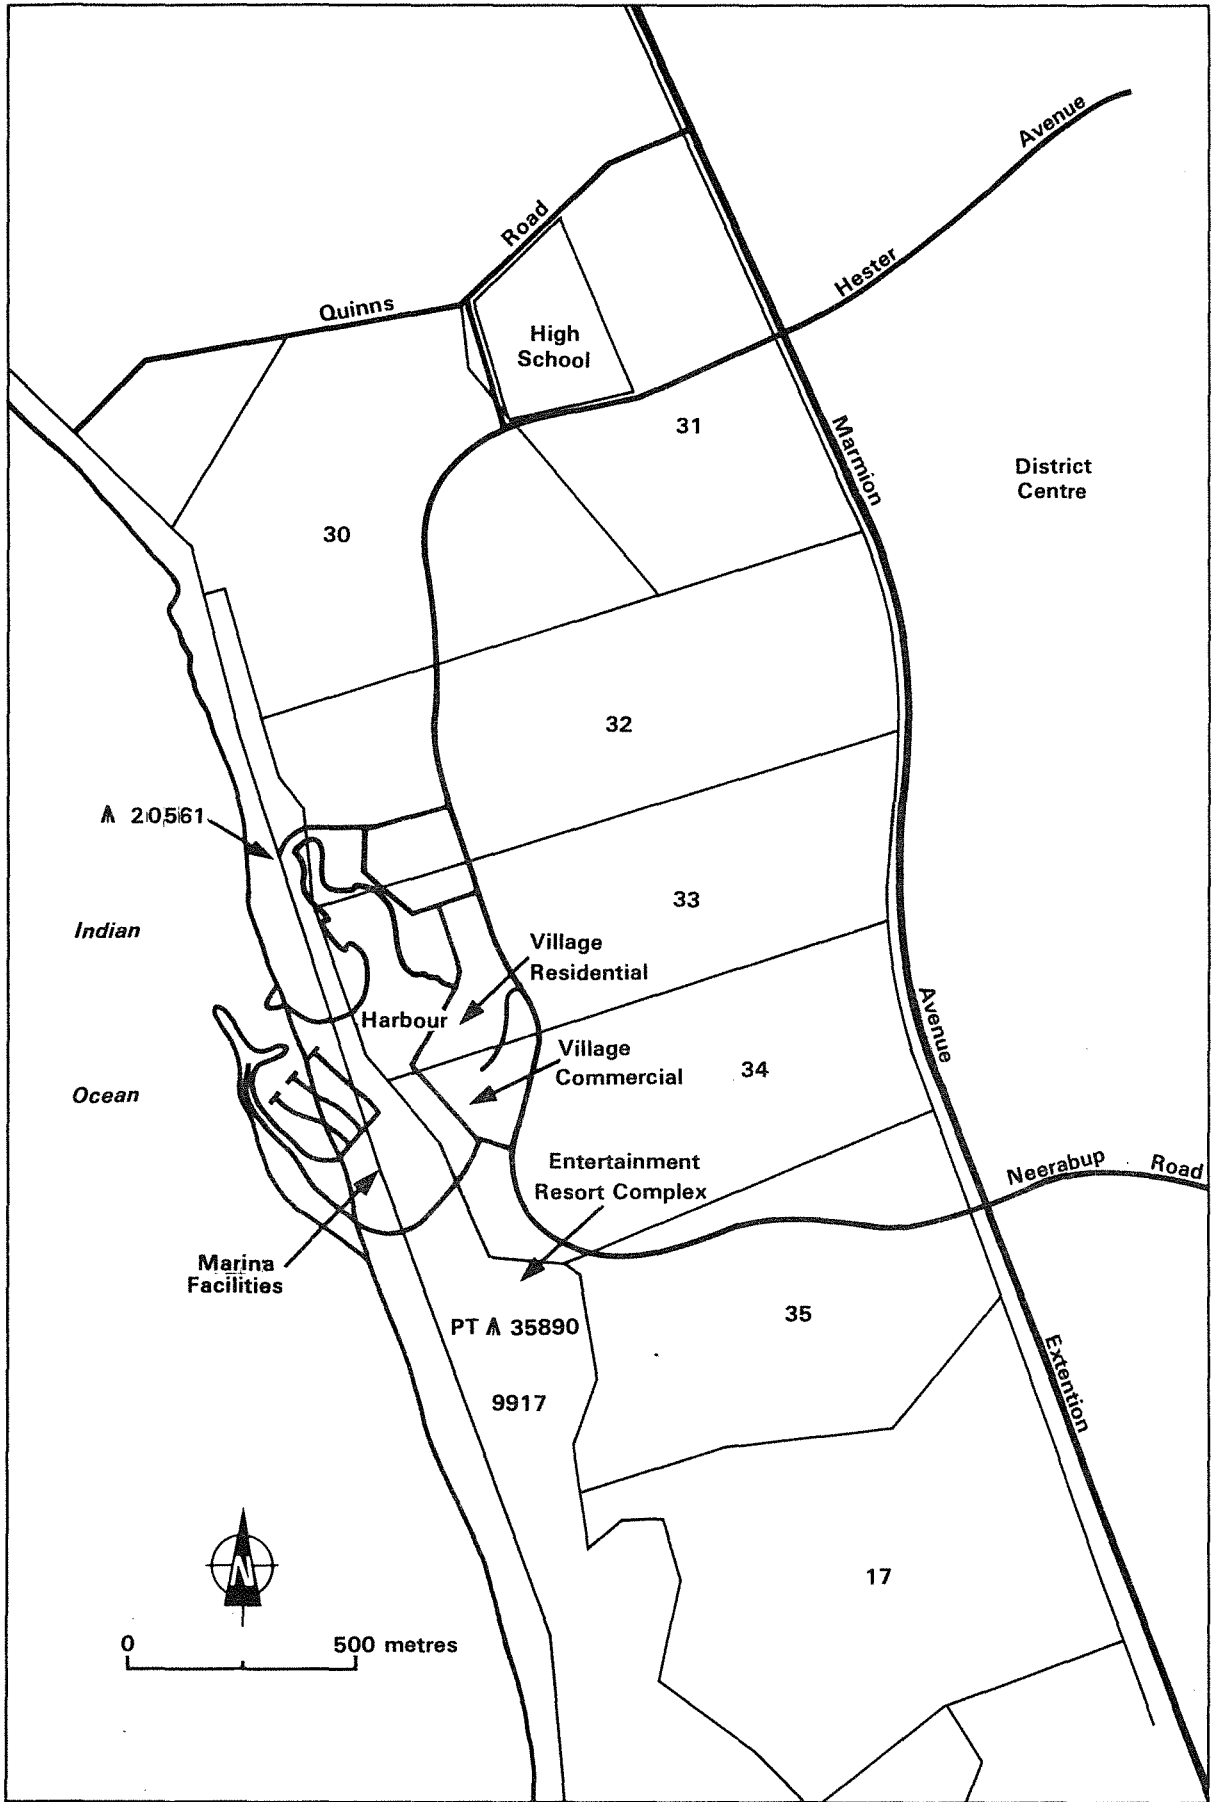 Avenue
Road
Hester
Quinns
High
School
31
Marmion
District
Centre
30
32
A 20561
33
Indian
Village
Residential
Harbour
Avenue
Village
Commercial
34
Ocean
Entertainment
Resort Complex
Neerabup Road
Marina
Facilities
PT A 35890
35
Extention
9917
N
17
0 500 metres